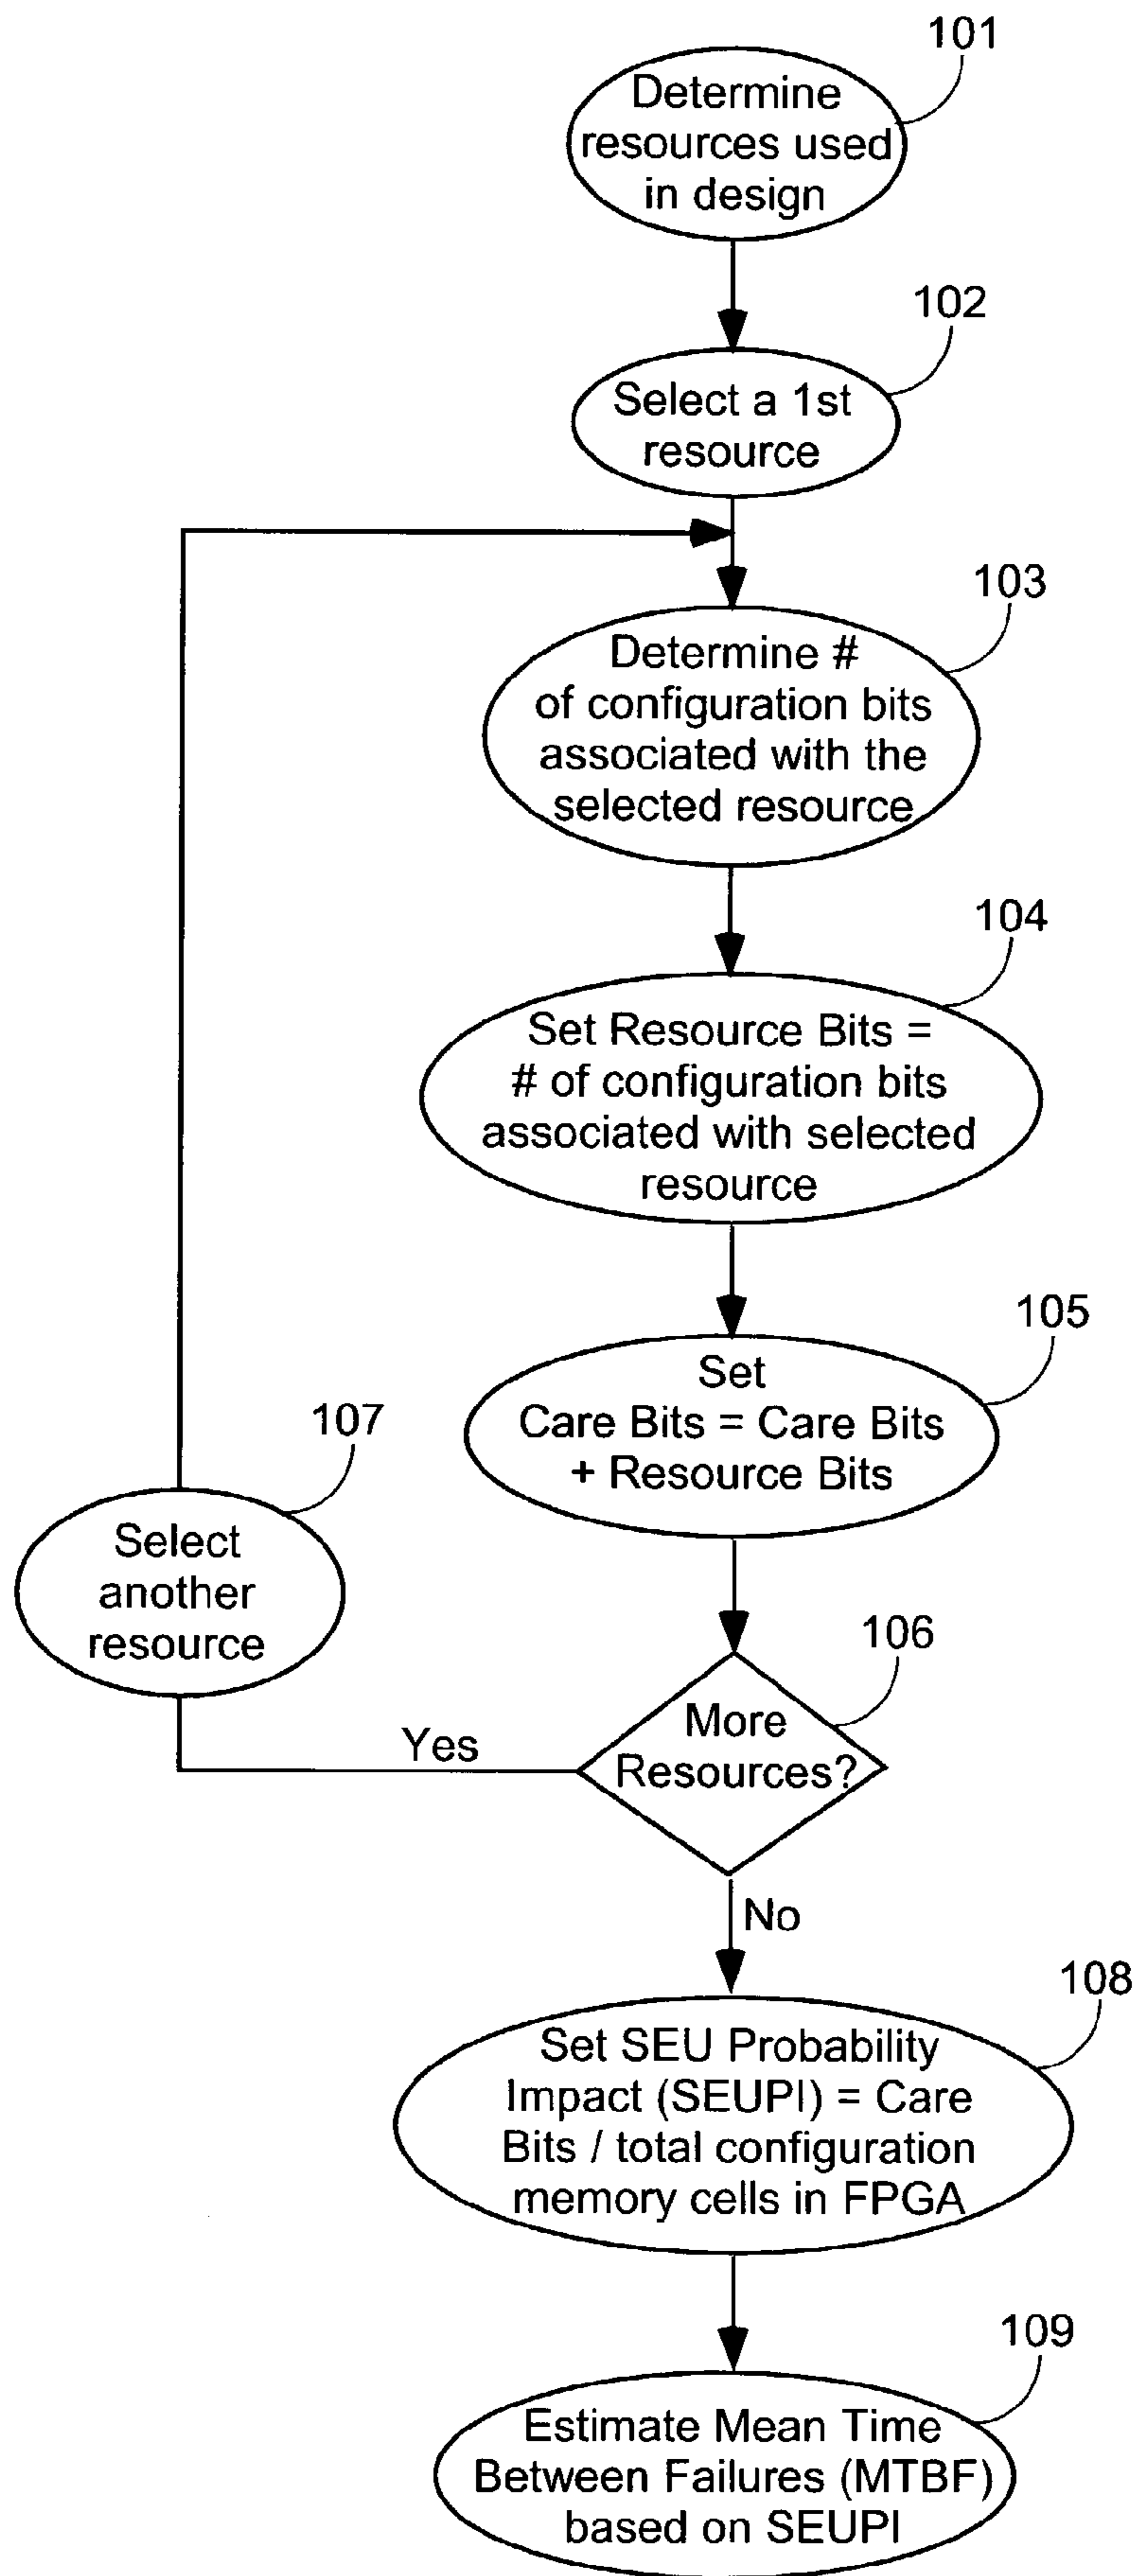 101
Determine
resources used
in design
102
Select a 1st
resource
103
Determine #
of configuration bits
associated with the
selected resource
104
Set Resource Bits =
# of configuration bits
associated with selected
resource
105
Set
Care Bits = Care Bits
+ Resource Bits
107
Select
another
resource
106
More
Resources?
Yes
No
108
Set SEU Probability
Impact (SEUPI) = Care
Bits / total configuration
memory cells in FPGA
109
Estimate Mean Time
Between Failures (MTBF)
based on SEUPI